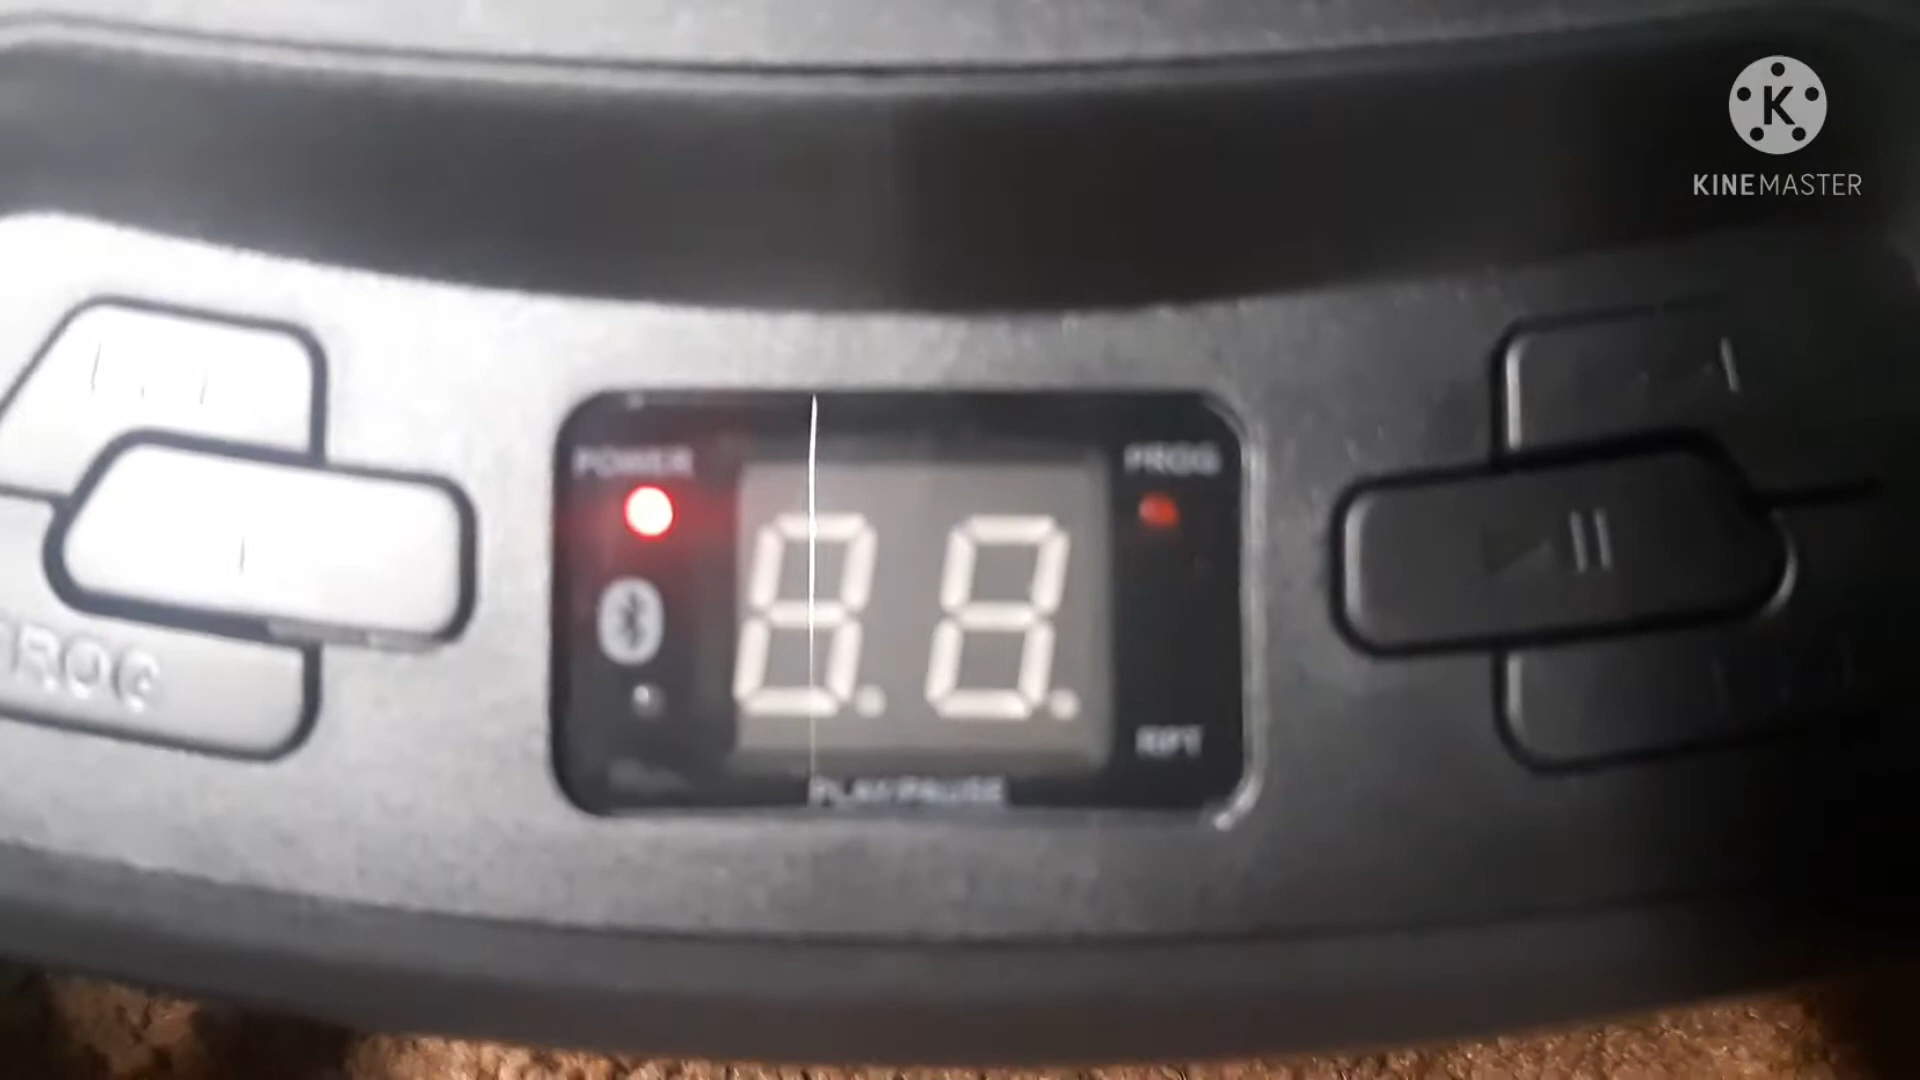 K
KINEMASTER
POWER
PROG
8.8.
PROG
RPT
PLAY/PAUSE